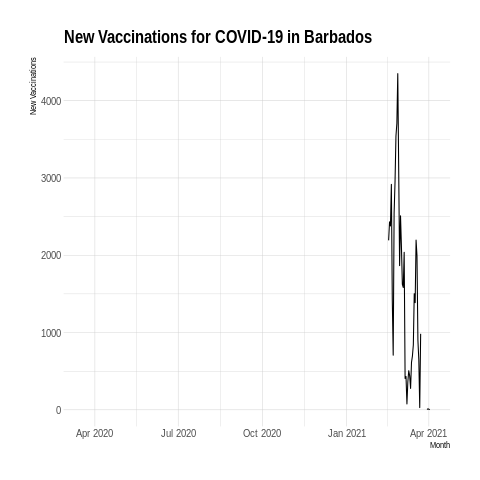 New Vaccinations for COVID-19 in Barbados
New Vaccinations
4000
3000
2000
1000
0
Apr 2020
Jul 2020
Oct 2020
Jan 2021
Apr 2021
Month